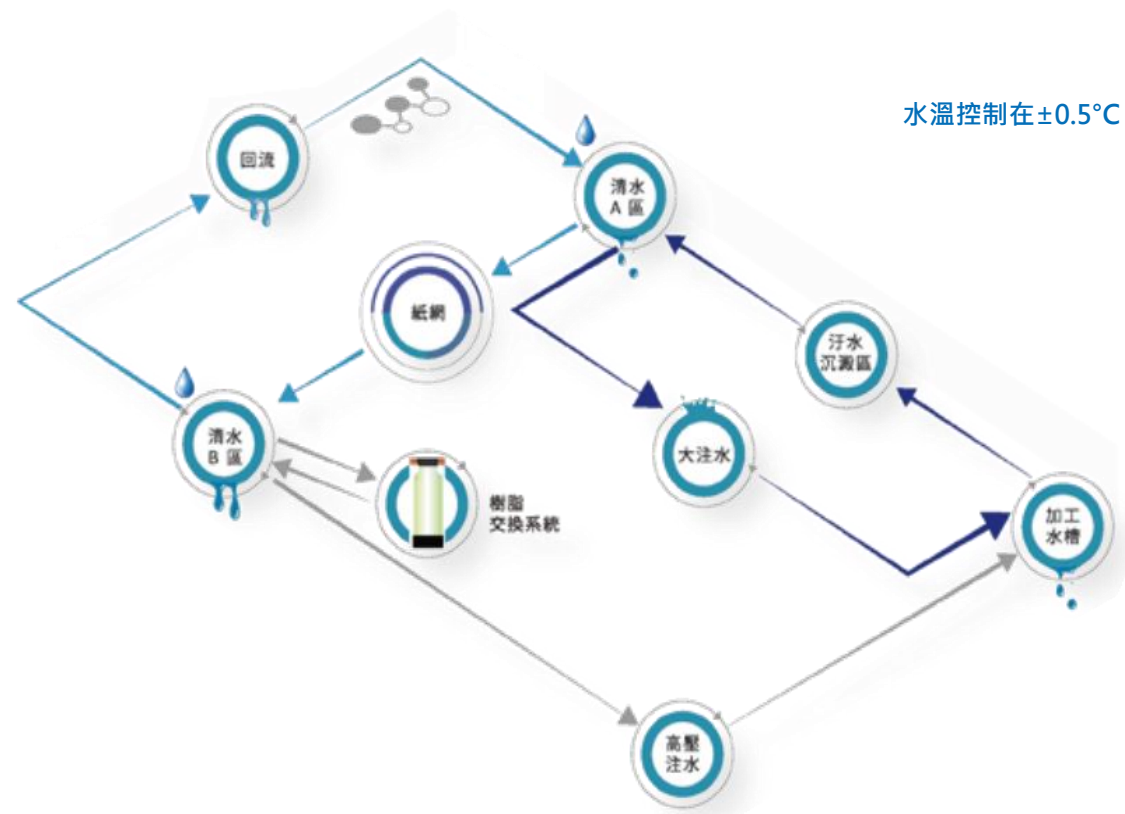 水溫控制在±0.5°C
回流
清水
A 區
紙網
汙水
沉澱區
清水
B 區
大注水
樹脂
交換系統
加工
水槽
高壓
注水